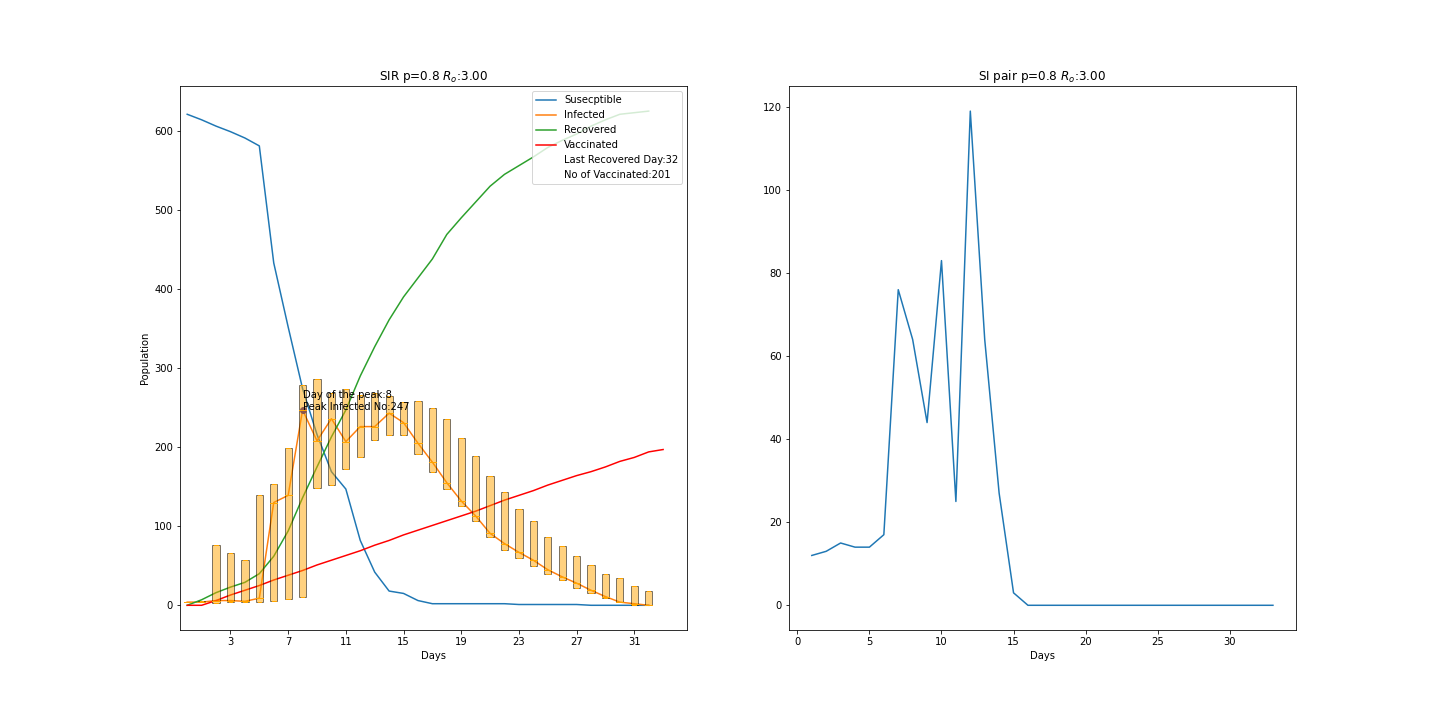 SIR p=0.8 Rₒ:3.00
Susecptible
Infected
Recovered
Vaccinated
Last Recovered Day:32
No of Vaccinated:201
Day of the peak:8
Peak Infected No:247
Population
600
500
400
300
200
100
0
3 7 11 15 19 23 27 31
Days
SI pair p=0.8 Rₒ:3.00
120
100
80
60
40
20
0
0 5 10 15 20 25 30
Days